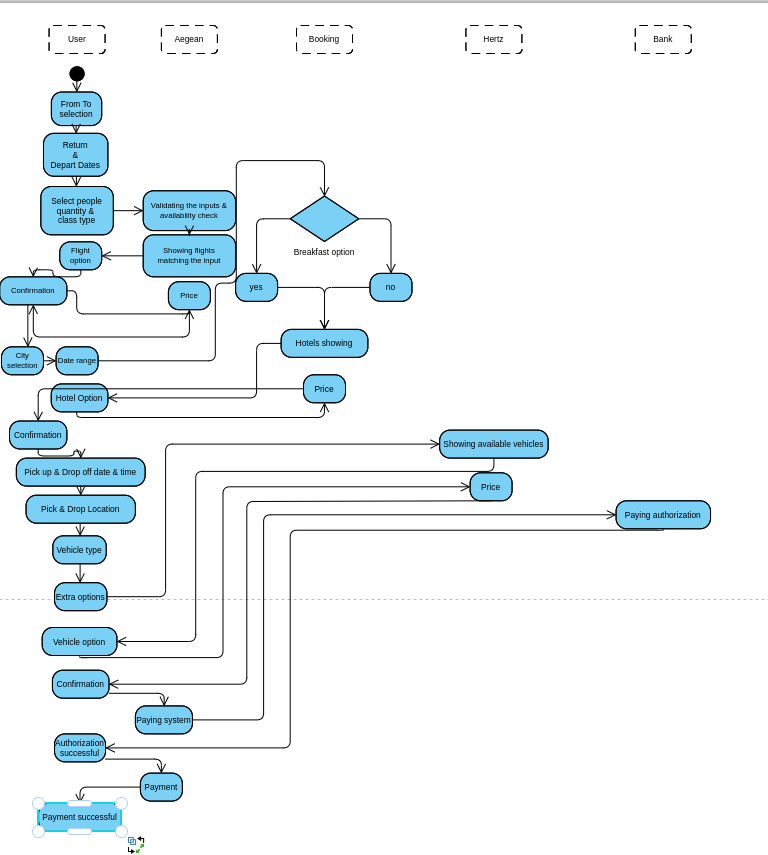 User
Aegean
Booking
Hertz
Bank
From To
selection
Return
&
Depart Dates
Select people
quantity &
class type
Validating the inputs &
availability check
Flight
option
Showing flights
matching the input
Breakfast option
Confirmation
Price
yes
no
City
selection
Date range
Hotels showing
Hotel Option
Price
Confirmation
Showing available vehicles
Pick up & Drop off date & time
Price
Pick & Drop Location
Paying authorization
Vehicle type
Extra options
Vehicle option
Confirmation
Paying system
Authorization
successful
Payment
Payment successful